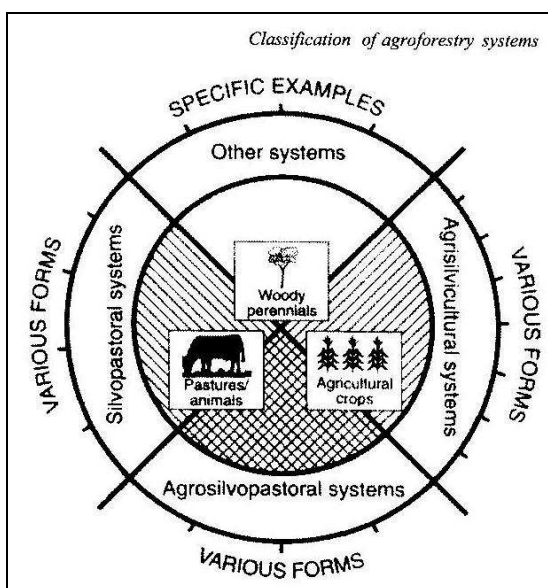 Classification of agroforestry systems
SPECIFIC EXAMPLES
Other systems
VARIOUS FORMS
Silvopastoral systems
Woody
perennials
Pastures/
animals
Agricultural
crops
Agrisilvicultural systems
VARIOUS FORMS
Agrosilvopastoral systems
VARIOUS FORMS